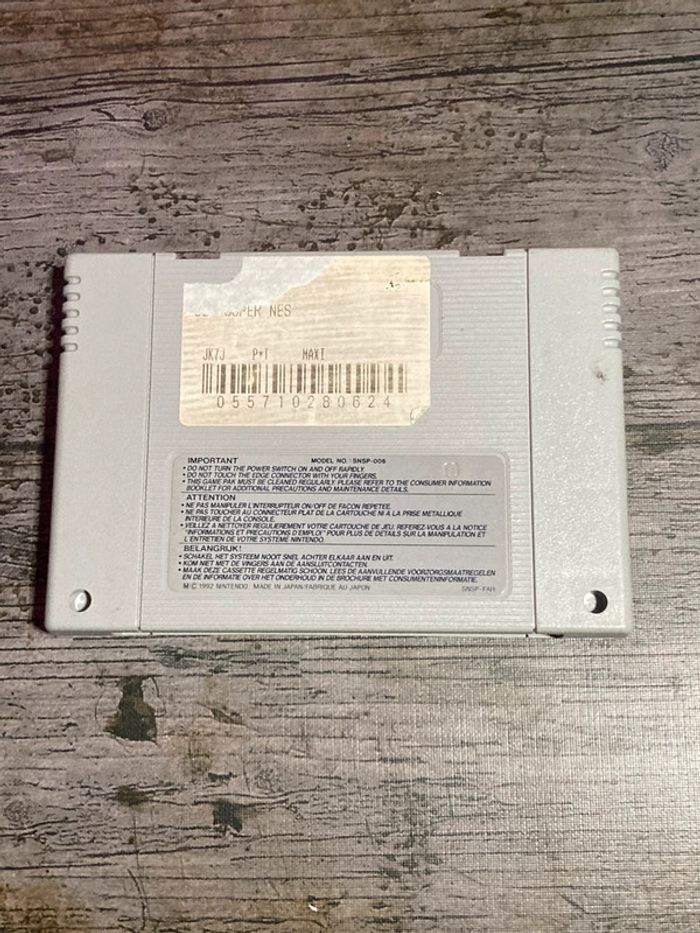 SUPER NES
JK7J P*T MAXI
055710280624
IMPORTANT MODEL NO. SNSP-006
• DO NOT TURN THE POWER SWITCH ON AND OFF RAPIDLY.
• DO NOT TOUCH THE EDGE CONNECTOR WITH YOUR FINGERS.
• THIS GAME PAK MUST BE CLEANED REGULARLY. PLEASE REFER TO THE CONSUMER INFORMATION
BOOKLET FOR ADDITIONAL PRECAUTIONS AND MAINTENANCE DETAILS.
ATTENTION
• NE PAS MANIPULER L'INTERRUPTEUR ON/OFF DE FACON REPETEE.
• NE PAS TOUCHER AU CONNECTEUR PLAT DE LA CARTOUCHE NI À LA PRISE METALLIQUE
INTERIEURE DE LA CONSOLE.
• VEILLEZ A NETTOYER REGULIEREMENT VOTRE CARTOUCHE DE JEU. REFEREZ-VOUS A LA NOTICE
"INFORMATIONS ET PRECAUTIONS D'EMPLOI" POUR PLUS DE DETAILS SUR LA MANIPULATION ET
L'ENTRETIEN DE VOTRE SYSTEME NINTENDO.
BELANGRIJK!
• SCHAKEL HET SYSTEEM NOOIT SNEL ACHTER ELKAAR AAN EN UIT.
• KOM NIET MET DE VINGERS AAN DE AANSLUITCONTACTEN.
• MAAK DEZE CASSETTE REGELMATIG SCHOON. LEES DE AANVULLENDE VOORZORGSMAATREGELEN
EN DE INFORMATIE OVER HET ONDERHOUD IN DE BROCHURE MET CONSUMENTENINFORMATIE.
M C 1992 NINTENDO MADE IN JAPAN/FABRIQUE AU JAPON SNSP-FAH